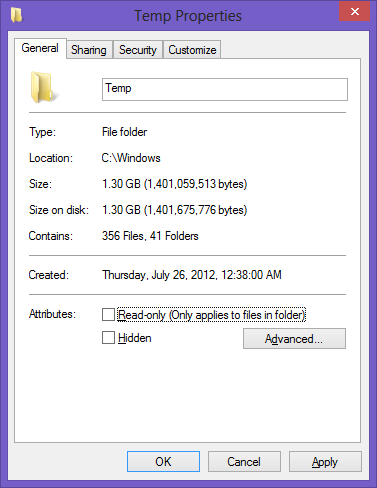 Temp Properties
General Sharing Security Customize
Temp
Type: File folder
Location: C:\Windows
Size: 1.30 GB (1,401,059,513 bytes)
Size on disk: 1.30 GB (1,401,675,776 bytes)
Contains: 356 Files, 41 Folders
Created: Thursday, July 26, 2012, 12:38:00 AM
Attributes: Read-only (Only applies to files in folder)
Hidden Advanced...
OK Cancel Apply